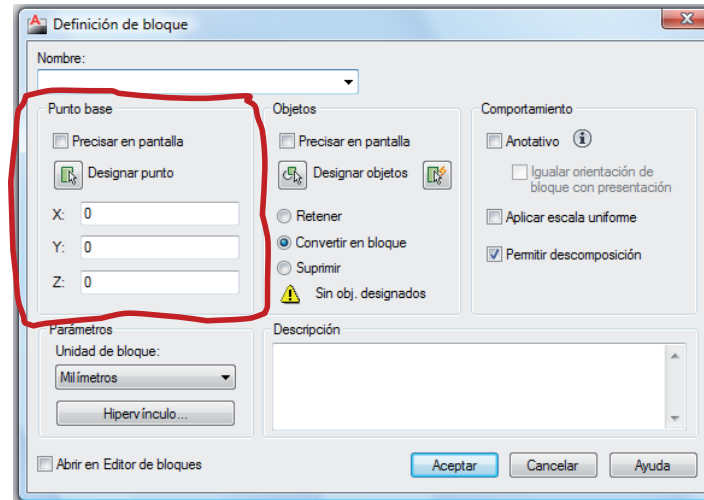 Definición de bloque
Nombre:
Punto base
Precisar en pantalla
Designar punto
X: 0
Y: 0
Z: 0
Objetos
Precisar en pantalla
Designar objetos
Retener
Convertir en bloque
Suprimir
Sin obj. designados
Comportamiento
Anotativo
Igualar orientación de
bloque con presentación
Aplicar escala uniforme
Permitir descomposición
Parámetros
Unidad de bloque:
Milímetros
Hipervínculo...
Descripción
Abrir en Editor de bloques
Aceptar
Cancelar
Ayuda